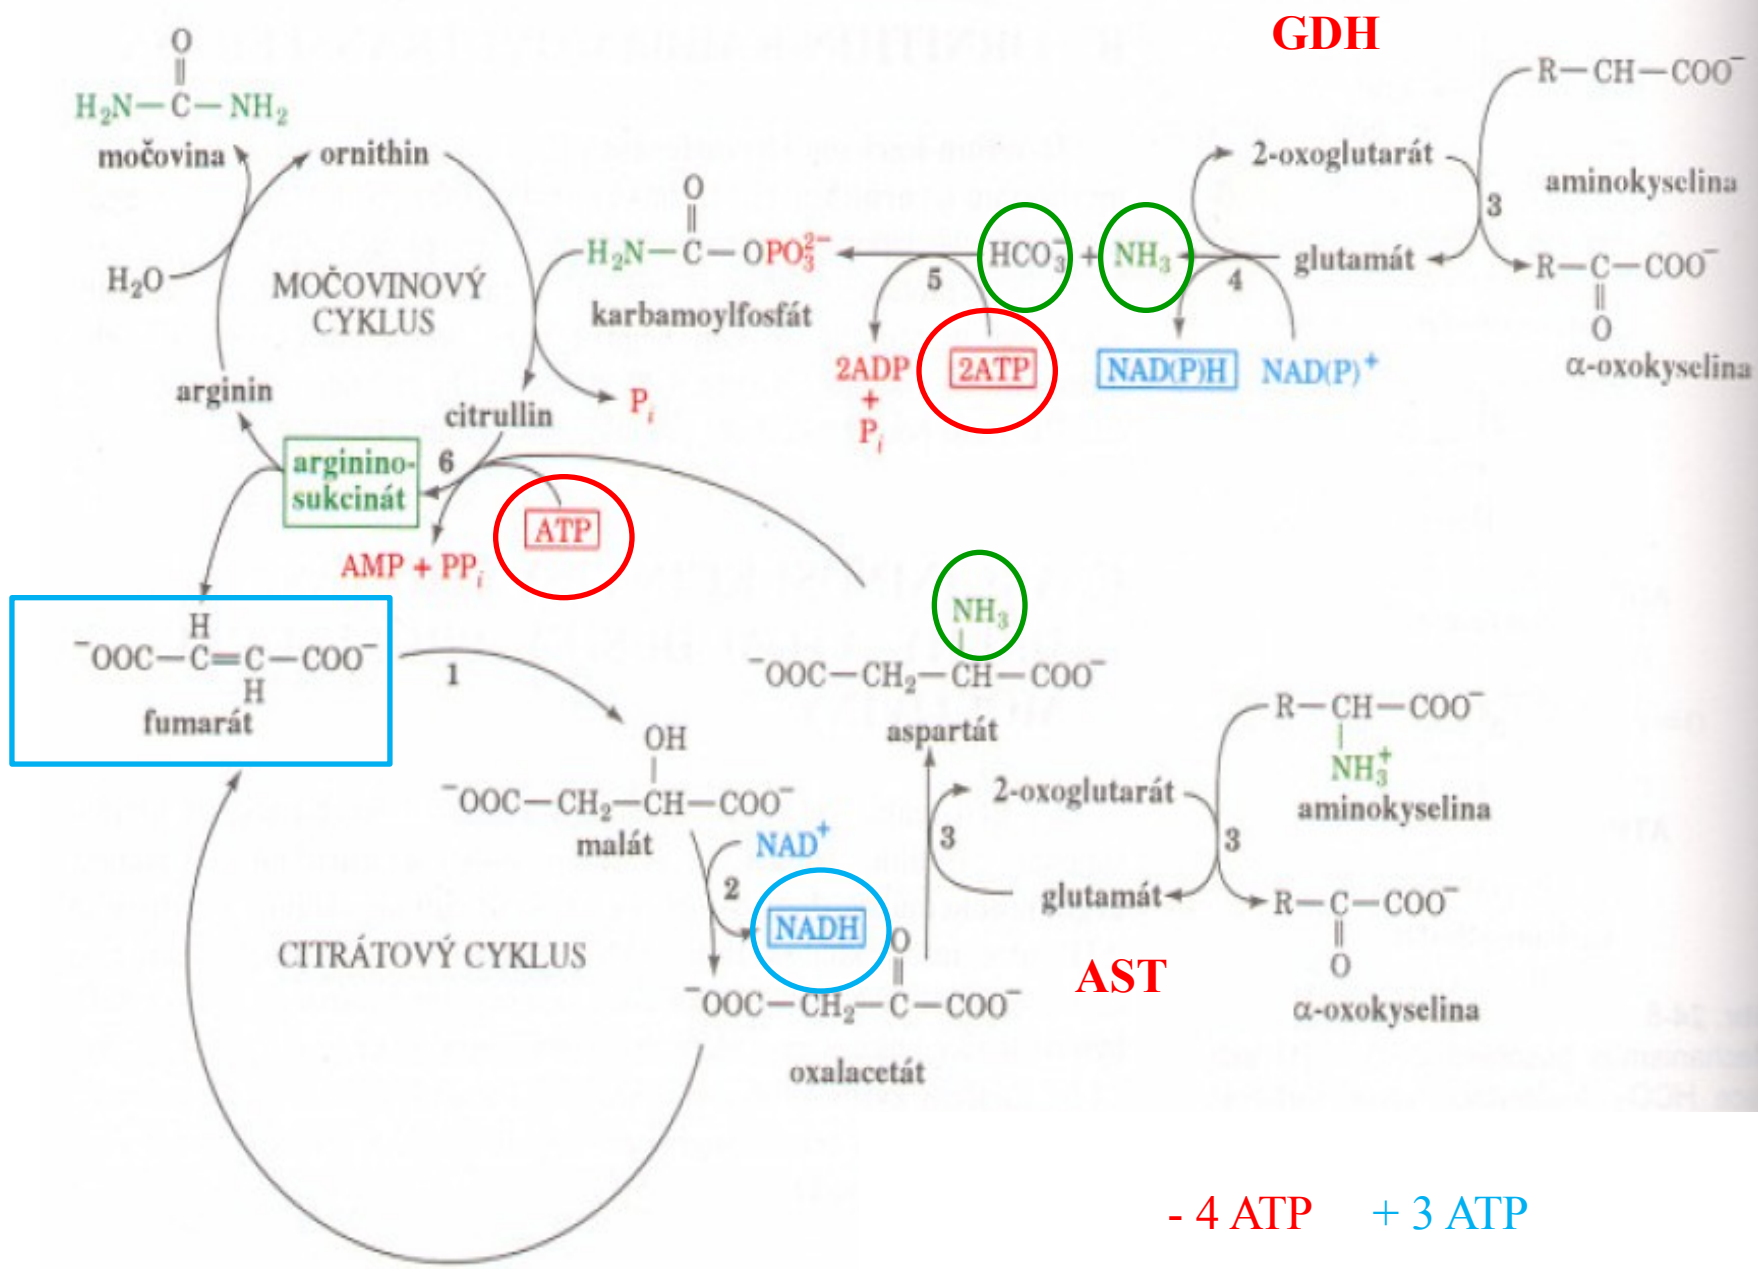 GDH
O
H₂N—C—NH₂
močovina
ornithin
H₂O
MOČOVINOVÝ
CYKLUS
arginin
citrullin
O
H₂N—C—OPO₃²⁻
karbamoylfosfát
Pᵢ
5
HCO₃⁻ + NH₃
2ADP
+
Pᵢ
2ATP
4
NAD(P)H
NAD(P)⁺
2-oxoglutarát
glutamát
3
R—CH—COO⁻
aminokyselina
R—C—COO⁻
O
α-oxokyselina
arginino-
sukcinát
6
ATP
AMP + PPᵢ
H
⁻OOC—C=C—COO⁻
H
fumarát
1
OH
⁻OOC—CH₂—CH—COO⁻
malát
NAD⁺
2
NADH
CITRÁTOVÝ CYKLUS
O
⁻OOC—CH₂—C—COO⁻
oxalacetát
NH₃
⁻OOC—CH₂—CH—COO⁻
aspartát
3
2-oxoglutarát
glutamát
3
R—CH—COO⁻
NH₃⁺
aminokyselina
R—C—COO⁻
O
α-oxokyselina
AST
- 4 ATP + 3 ATP